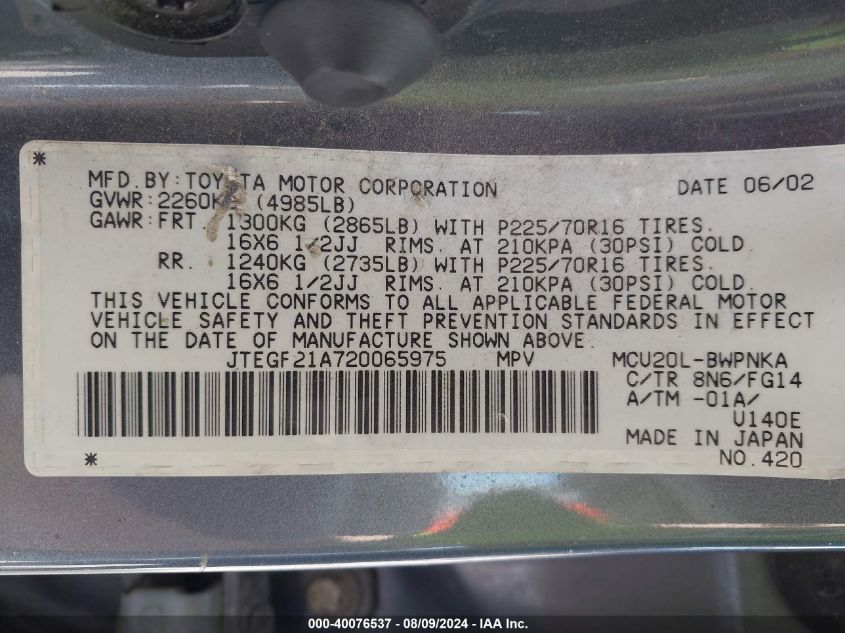 * MFD.BY:TOYOTA MOTOR CORPORATION DATE 06/02
GVWR:2260KG (4985LB)
GAWR:FRT. 1300KG (2865LB) WITH P225/70R16 TIRES.
16X6 1/2JJ RIMS. AT 210KPA (30PSI) COLD.
RR. 1240KG (2735LB) WITH P225/70R16 TIRES.
16X6 1/2JJ RIMS. AT 210KPA (30PSI) COLD.
THIS VEHICLE CONFORMS TO ALL APPLICABLE FEDERAL MOTOR
VEHICLE SAFETY AND THEFT PREVENTION STANDARDS IN EFFECT
ON THE DATE OF MANUFACTURE SHOWN ABOVE.
JTEGF21A720065975 MPV MCU20L-BWPNKA
C/TR 8N6/FG14
A/TM -01A/
U140E
MADE IN JAPAN
* NO.420
000-40076537 - 08/09/2024 - IAA Inc.